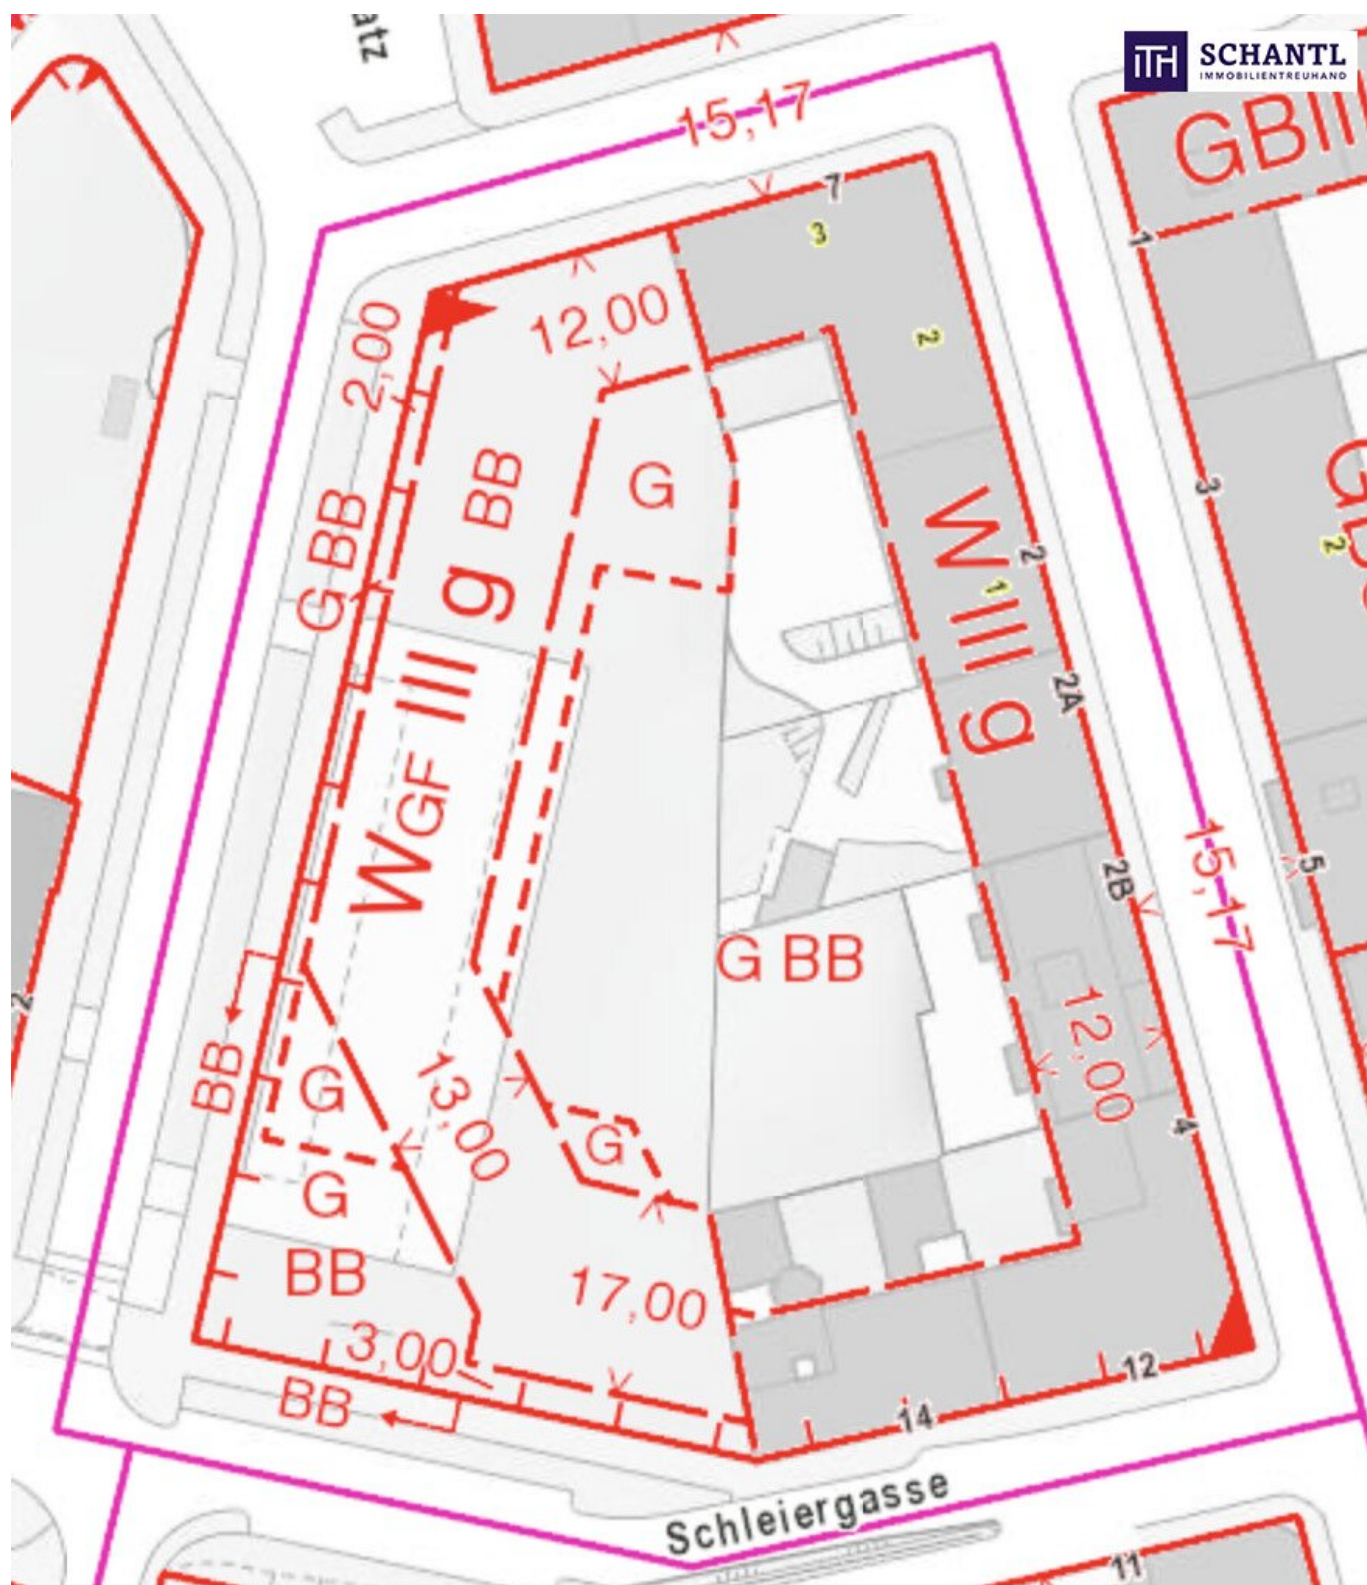 atz
SCHANTL
IMMOBILIENTREUHAND
15,17
GBIII
7
3
1
12,00
2,00
2
BB
G
G BB
g
W III g
3
2
2
1
W GF III
2A
15,17
2B
5
G BB
2
12,00
BB
G
13,00
G
4
G
BB
17,00
3,00
12
BB
14
Schleiergasse
11